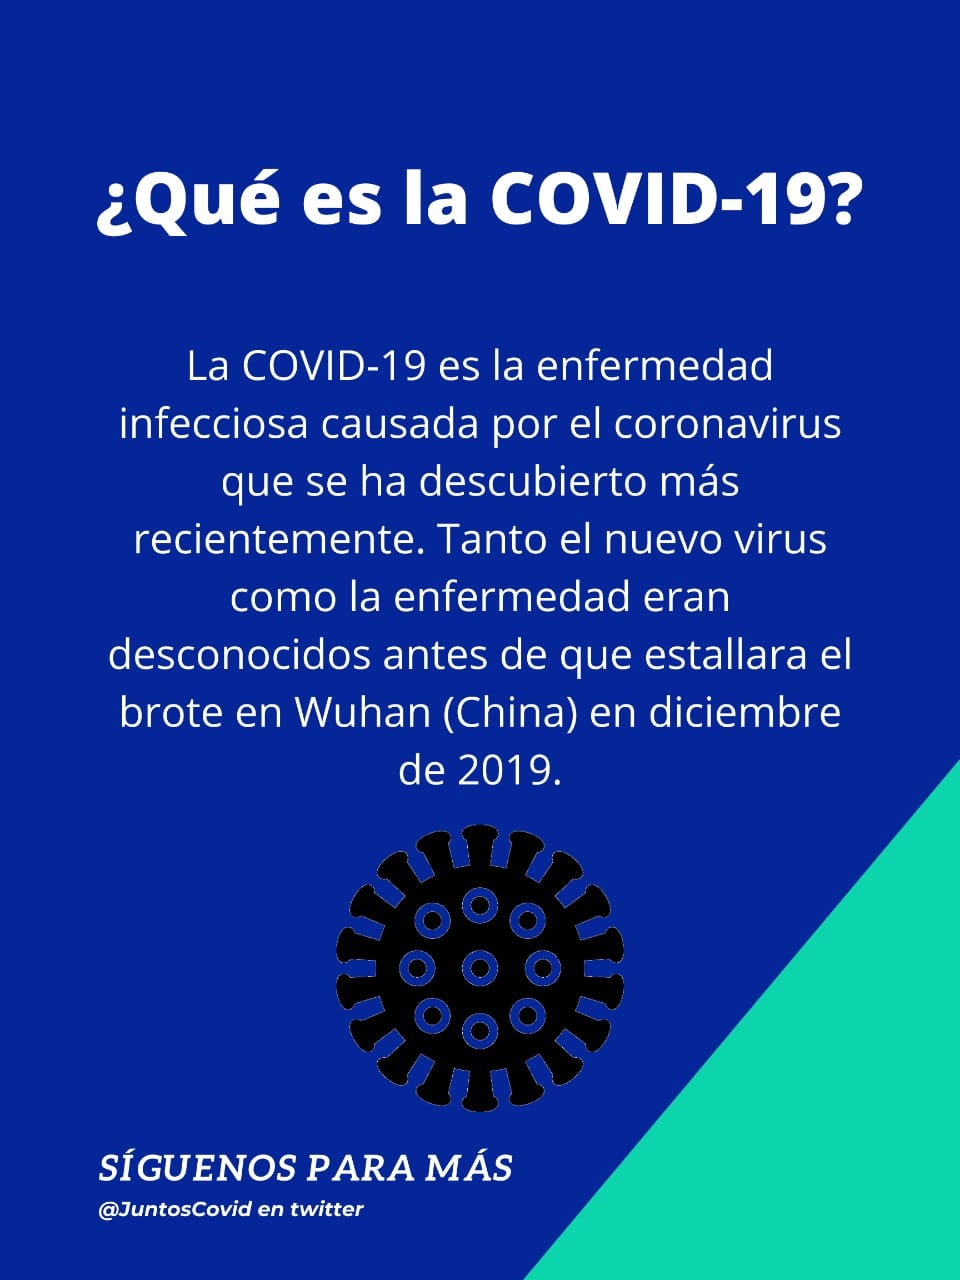 ¿Qué es la COVID-19?
La COVID-19 es la enfermedad
infecciosa causada por el coronavirus
que se ha descubierto más
recientemente. Tanto el nuevo virus
como la enfermedad eran
desconocidos antes de que estallara el
brote en Wuhan (China) en diciembre
de 2019.
SÍGUENOS PARA MÁS
@JuntosCovid en twitter